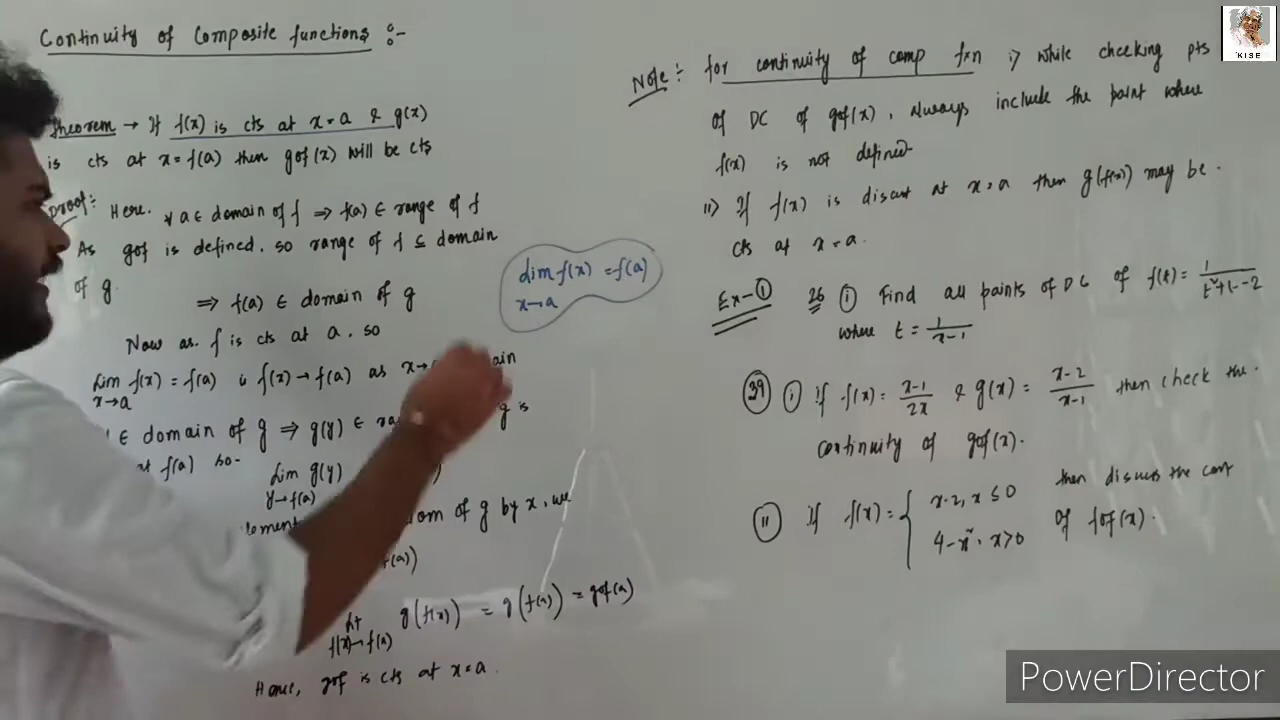 Continuity of Composite functions :-
Theorem → If f(x) is cts at x=a & g(x)
is cts at x=f(a) then gof(x) will be cts
Proof: Here. ∀ a ∈ domain of f ⇒ f(a) ∈ range of f
As gof is defined. so range of f ⊆ domain
of g
⇒ f(a) ∈ domain of g
Now as f is cts at a. so
lim f(x) = f(a) i f(x) → f(a) as x→
x→a
∈ domain of g ⇒ g(y) ∈ g is
at f(a) so-
lim g(y)
y→f(a)
of g by x, we
f(a))
Lt g(f(x)) = g(f(a)) = gof(a)
f(x)→f(a)
Hence, gof is cts at x=a.
lim f(x) = f(a)
x→a
Note: for continuity of comp fxn i) while checking pts
of DC of gof(x), Always include the point where
f(x) is not defined-
ii) If f(x) is discont at x=a then g(f(x)) may be.
cts at x=a.
Ex-① 26 ① Find all points of DC of f(t) = 1/(t²+t-2)
where t = 1/(x-1)
39 i if f(x) = (x-1)/2x & g(x) = (x-2)/(x-1) then check the.
continuity of gof(x).
ii If f(x) = { x-2, x ≤ 0 then discuss the cont
4-x², x>0 of fof(x).
KISE
PowerDirector